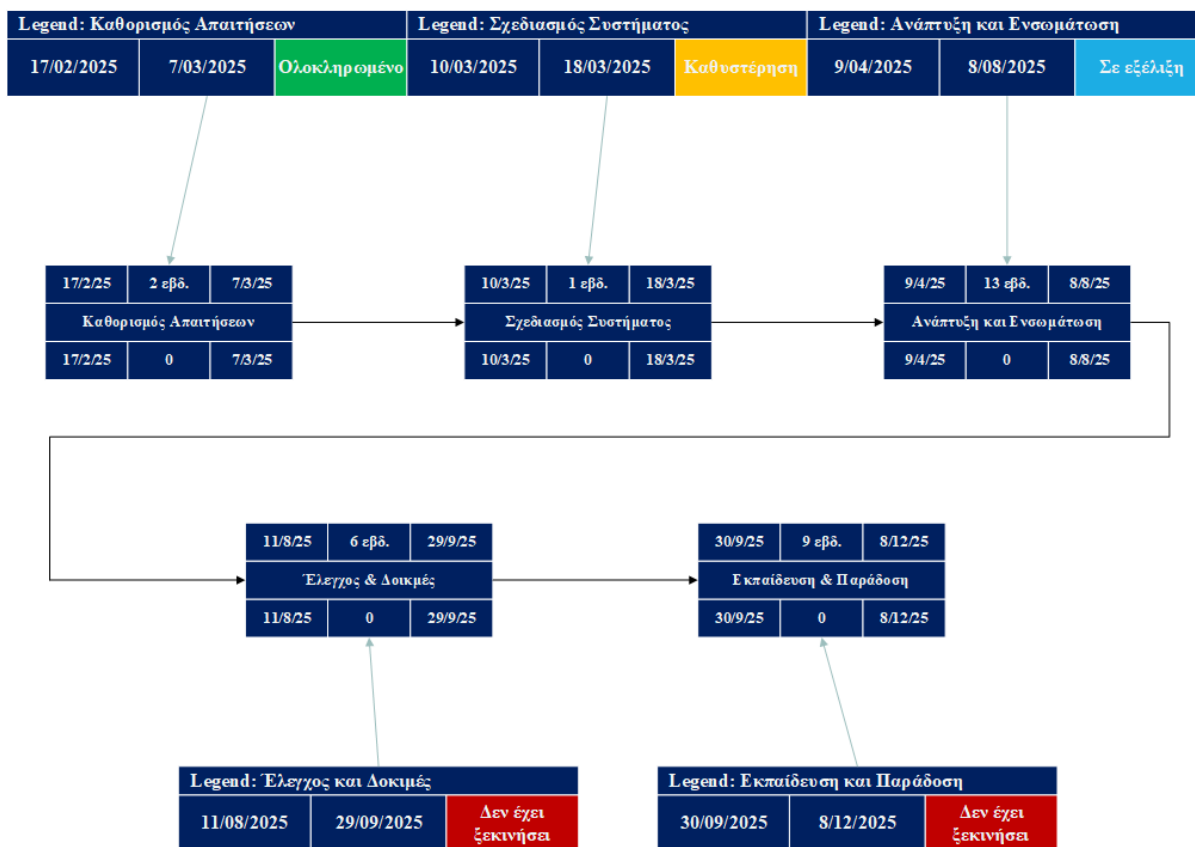 Legend: Καθορισμός Απαιτήσεων Legend: Σχεδιασμός Συστήματος Legend: Ανάπτυξη και Ενσωμάτωση
17/02/2025 7/03/2025 Ολοκληρωμένο 10/03/2025 18/03/2025 Καθυστέρηση 9/04/2025 8/08/2025 Σε εξέλιξη
17/2/25 2 εβδ. 7/3/25 10/3/25 1 εβδ. 18/3/25 9/4/25 13 εβδ. 8/8/25
Καθορισμός Απαιτήσεων Σχεδιασμός Συστήματος Ανάπτυξη και Ενσωμάτωση
17/2/25 0 7/3/25 10/3/25 0 18/3/25 9/4/25 0 8/8/25
11/8/25 6 εβδ. 29/9/25 30/9/25 9 εβδ. 8/12/25
Έλεγχος & Δοικμές Εκπαίδευση & Παράδοση
11/8/25 0 29/9/25 30/9/25 0 8/12/25
Legend: Έλεγχος και Δοκιμές Legend: Εκπαίδευση και Παράδοση
11/08/2025 29/09/2025 Δεν έχει ξεκινήσει 30/09/2025 8/12/2025 Δεν έχει ξεκινήσει